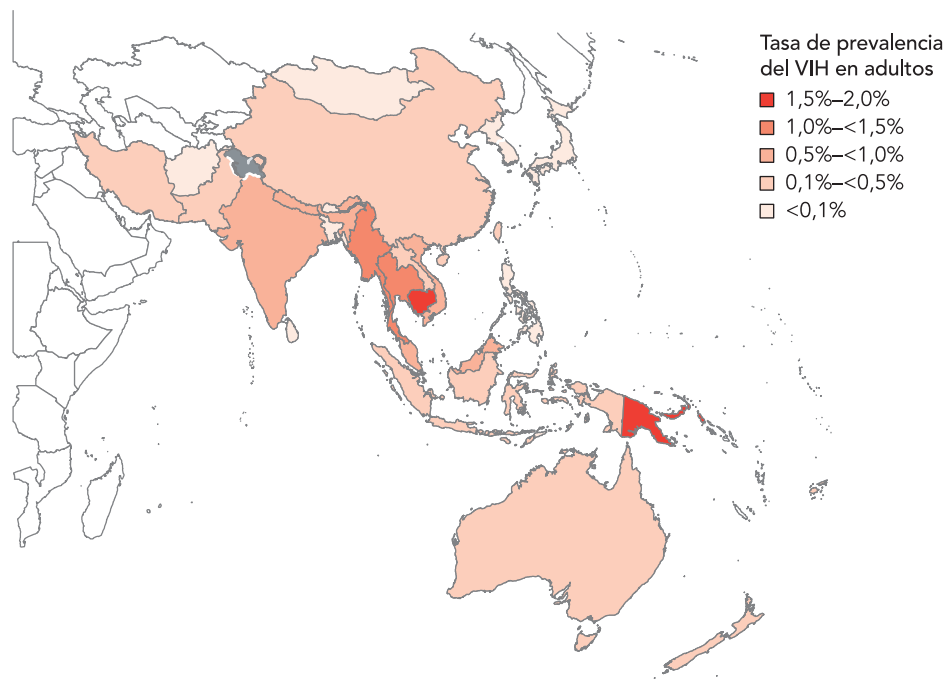 Tasa de prevalencia
del VIH en adultos
1,5%–2,0%
1,0%–<1,5%
0,5%–<1,0%
0,1%–<0,5%
<0,1%